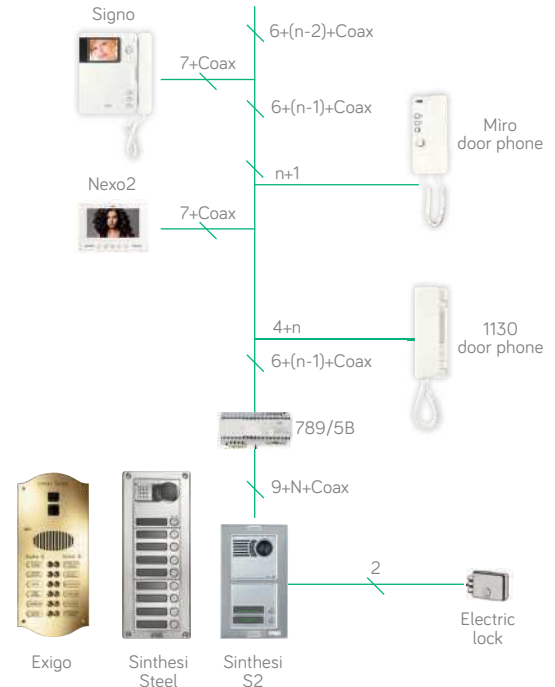 Signo
6+(n-2)+Coax
7+Coax
6+(n-1)+Coax
Mìro
door phone
n+1
Nexo2
7+Coax
4+n
1130
door phone
6+(n-1)+Coax
789/5B
9+N+Coax
2
Electric
lock
Exigo
Sinthesi
Steel
Sinthesi
S2